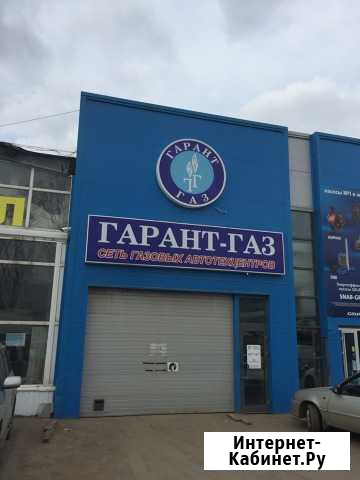 ГАРАНТ
ГАЗ
ГАРАНТ-ГАЗ
СЕТЬ ГАЗОВЫХ АВТОТЕХЦЕНТРОВ
Интернет-
Кабинет.Ру